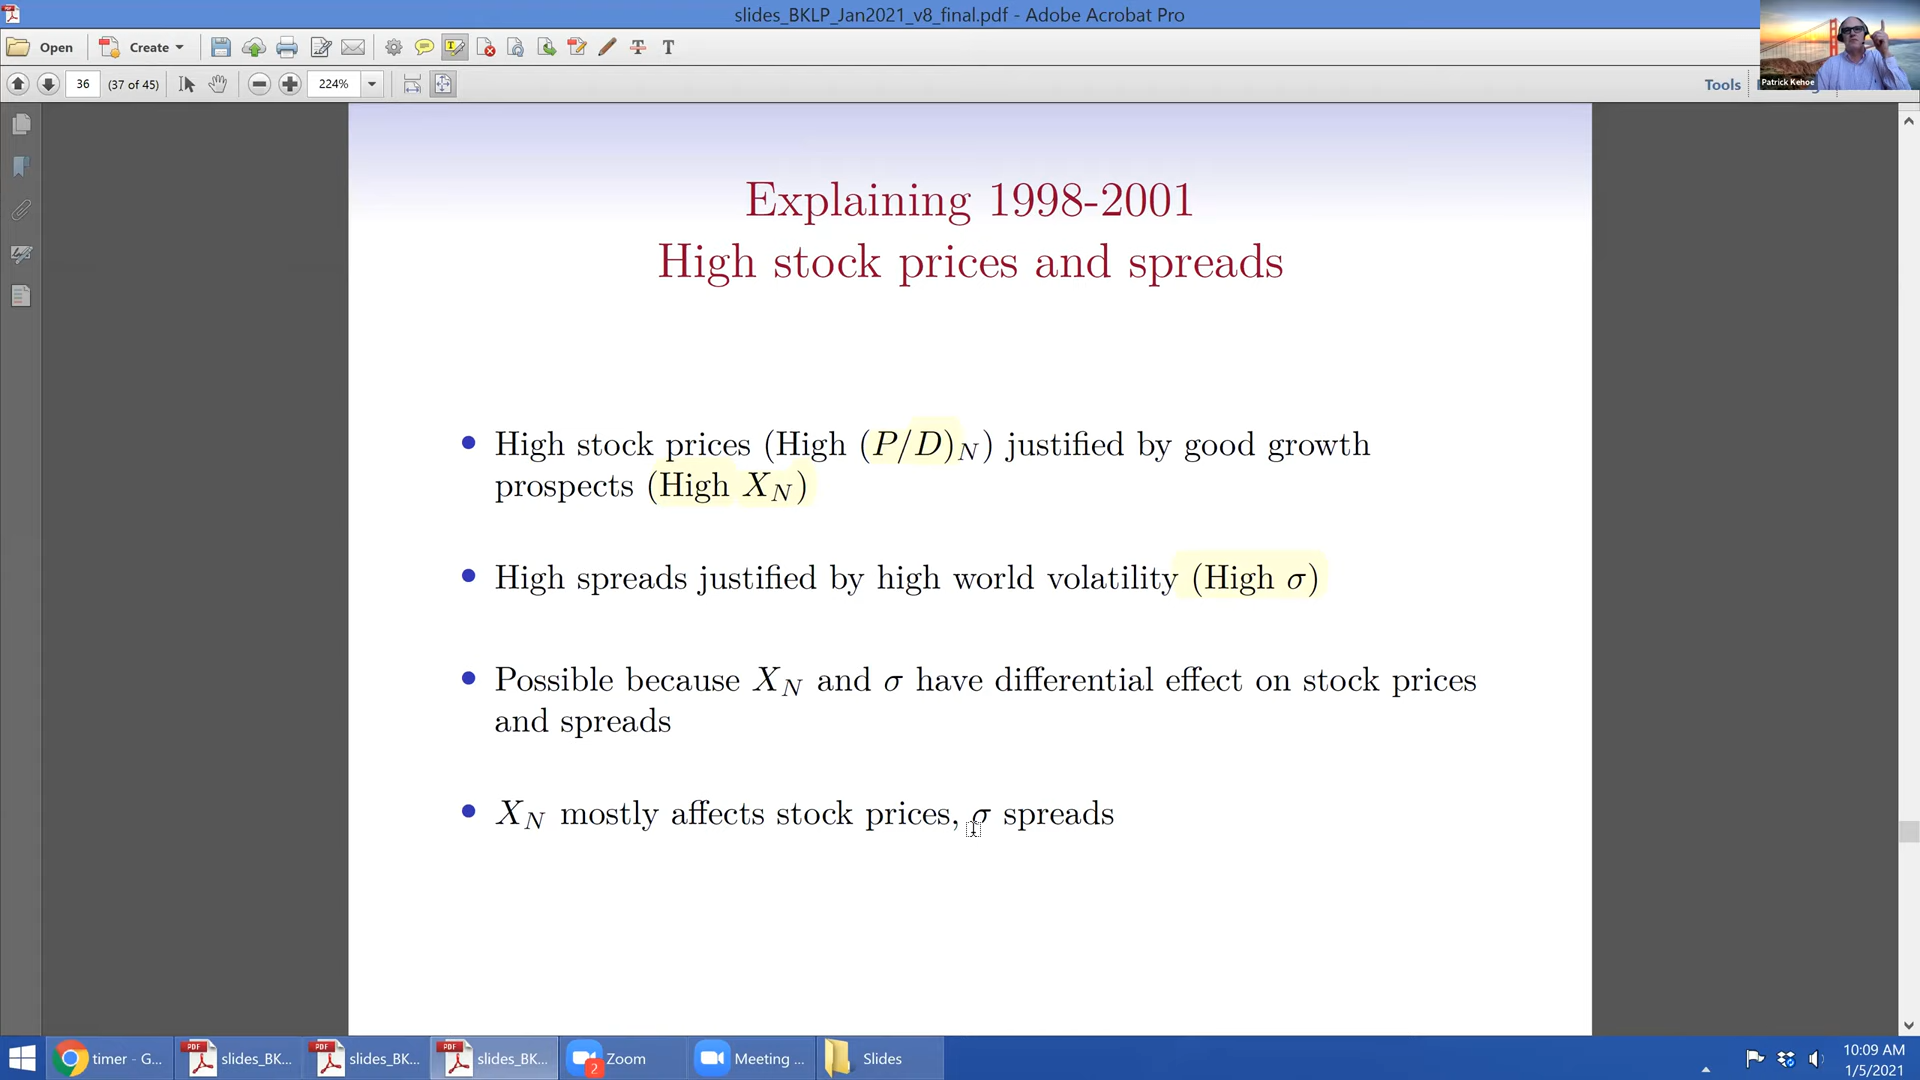 slides_BKLP_Jan2021_v8_final.pdf - Adobe Acrobat Pro
Open Create
36 (37 of 45) 224% Tools
Patrick Kehoe
Explaining 1998-2001
High stock prices and spreads
High stock prices (High (P/D)N) justified by good growth
prospects (High XN)
High spreads justified by high world volatility (High σ)
Possible because XN and σ have differential effect on stock prices
and spreads
XN mostly affects stock prices, σ spreads
timer - G... slides_BK... slides_BK... slides_BK... 2 Zoom Meeting ... Slides
10:09 AM
1/5/2021